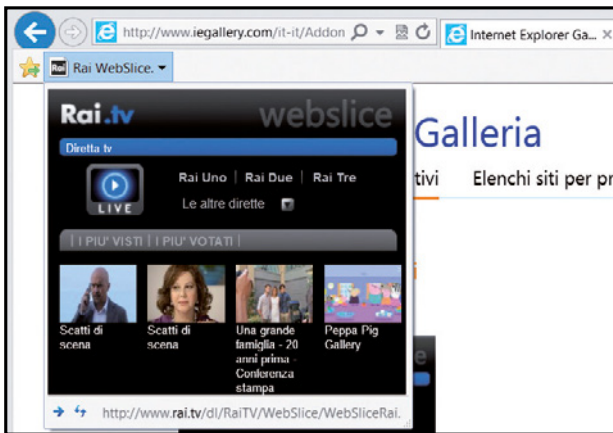 http://www.iegallery.com/it-it/Addon
Internet Explorer Ga...
Rai Rai WebSlice.
Rai.tv webslice
Galleria
Diretta tv
tivi Elenchi siti per pr
Rai Uno | Rai Due | Rai Tre
LIVE
Le altre dirette
| I PIU' VISTI | I PIU' VOTATI |
i
Scatti di scena
Scatti di scena
Una grande famiglia - 20 anni prima - Conferenza stampa
Peppa Pig Gallery
e
http://www.rai.tv/dl/RaiTV/WebSlice/WebSliceRai.